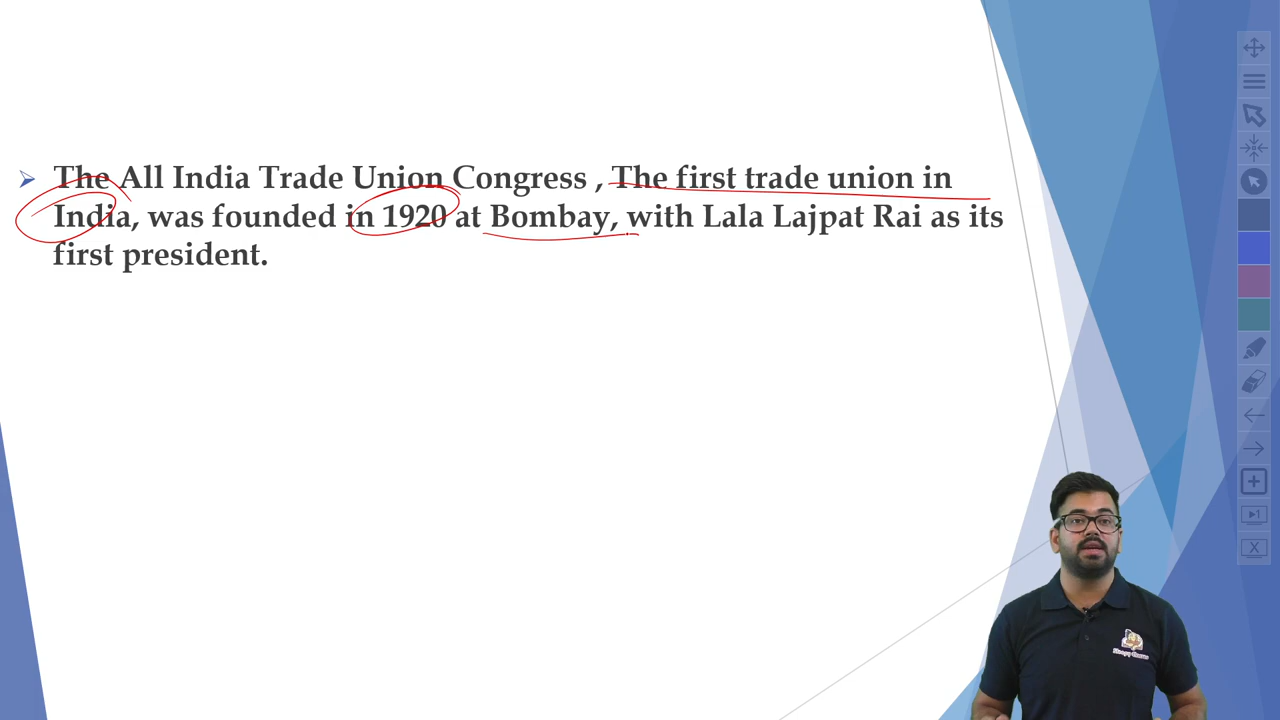 The All India Trade Union Congress , The first trade union in
India, was founded in 1920 at Bombay, with Lala Lajpat Rai as its
first president.